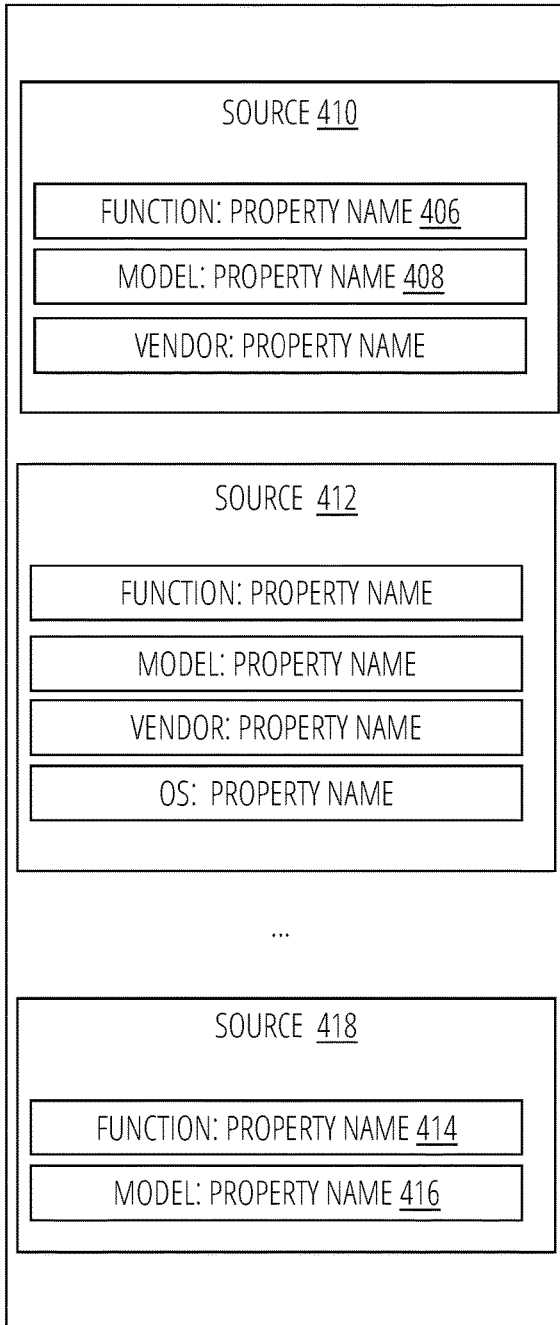 SOURCE 410
FUNCTION: PROPERTY NAME 406
MODEL: PROPERTY NAME 408
VENDOR: PROPERTY NAME
SOURCE 412
FUNCTION: PROPERTY NAME
MODEL: PROPERTY NAME
VENDOR: PROPERTY NAME
OS: PROPERTY NAME
...
SOURCE 418
FUNCTION: PROPERTY NAME 414
MODEL: PROPERTY NAME 416